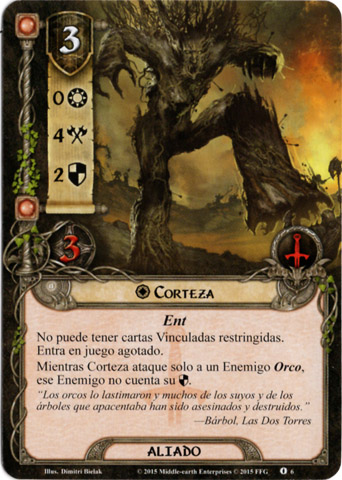 3
0
4
2
3
CORTEZA
Ent
No puede tener cartas Vinculadas restringidas.
Entra en juego agotado.
Mientras Corteza ataque solo a un Enemigo Orco,
ese Enemigo no cuenta su
“Los orcos lo lastimaron y muchos de los suyos y de los
árboles que apacentaba han sido asesinados y destruidos.”
—Bárbol, Las Dos Torres
ALIADO
Illus. Dimitri Bielak
© 2015 Middle-earth Enterprises © 2015 FFG
6